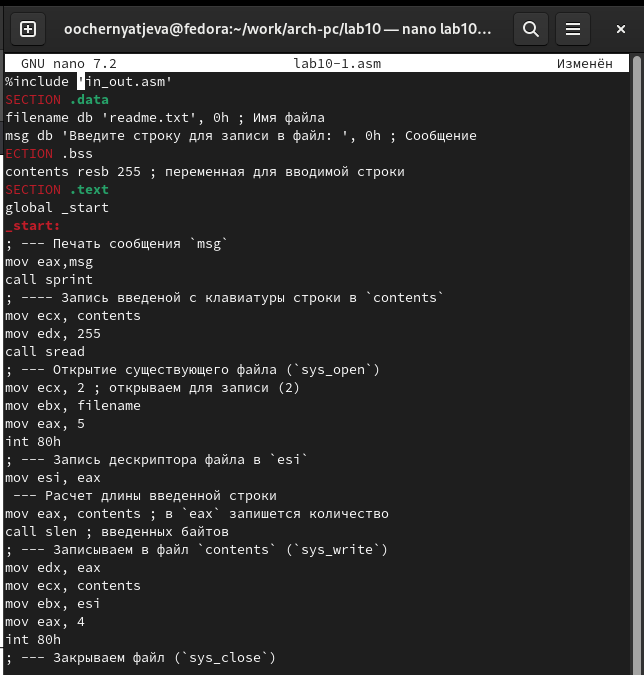 oochernyatjeva@fedora:~/work/arch-pc/lab10 — nano lab10...
GNU nano 7.2 lab10-1.asm Изменён
%include 'in_out.asm'
SECTION .data
filename db 'readme.txt', 0h ; Имя файла
msg db 'Введите строку для записи в файл: ', 0h ; Сообщение
ECTION .bss
contents resb 255 ; переменная для вводимой строки
SECTION .text
global _start
_start:
; --- Печать сообщения `msg`
mov eax,msg
call sprint
; ---- Запись введеной с клавиатуры строки в `contents`
mov ecx, contents
mov edx, 255
call sread
; --- Открытие существующего файла (`sys_open`)
mov ecx, 2 ; открываем для записи (2)
mov ebx, filename
mov eax, 5
int 80h
; --- Запись дескриптора файла в `esi`
mov esi, eax
 --- Расчет длины введенной строки
mov eax, contents ; в `eax` запишется количество
call slen ; введенных байтов
; --- Записываем в файл `contents` (`sys_write`)
mov edx, eax
mov ecx, contents
mov ebx, esi
mov eax, 4
int 80h
; --- Закрываем файл (`sys_close`)